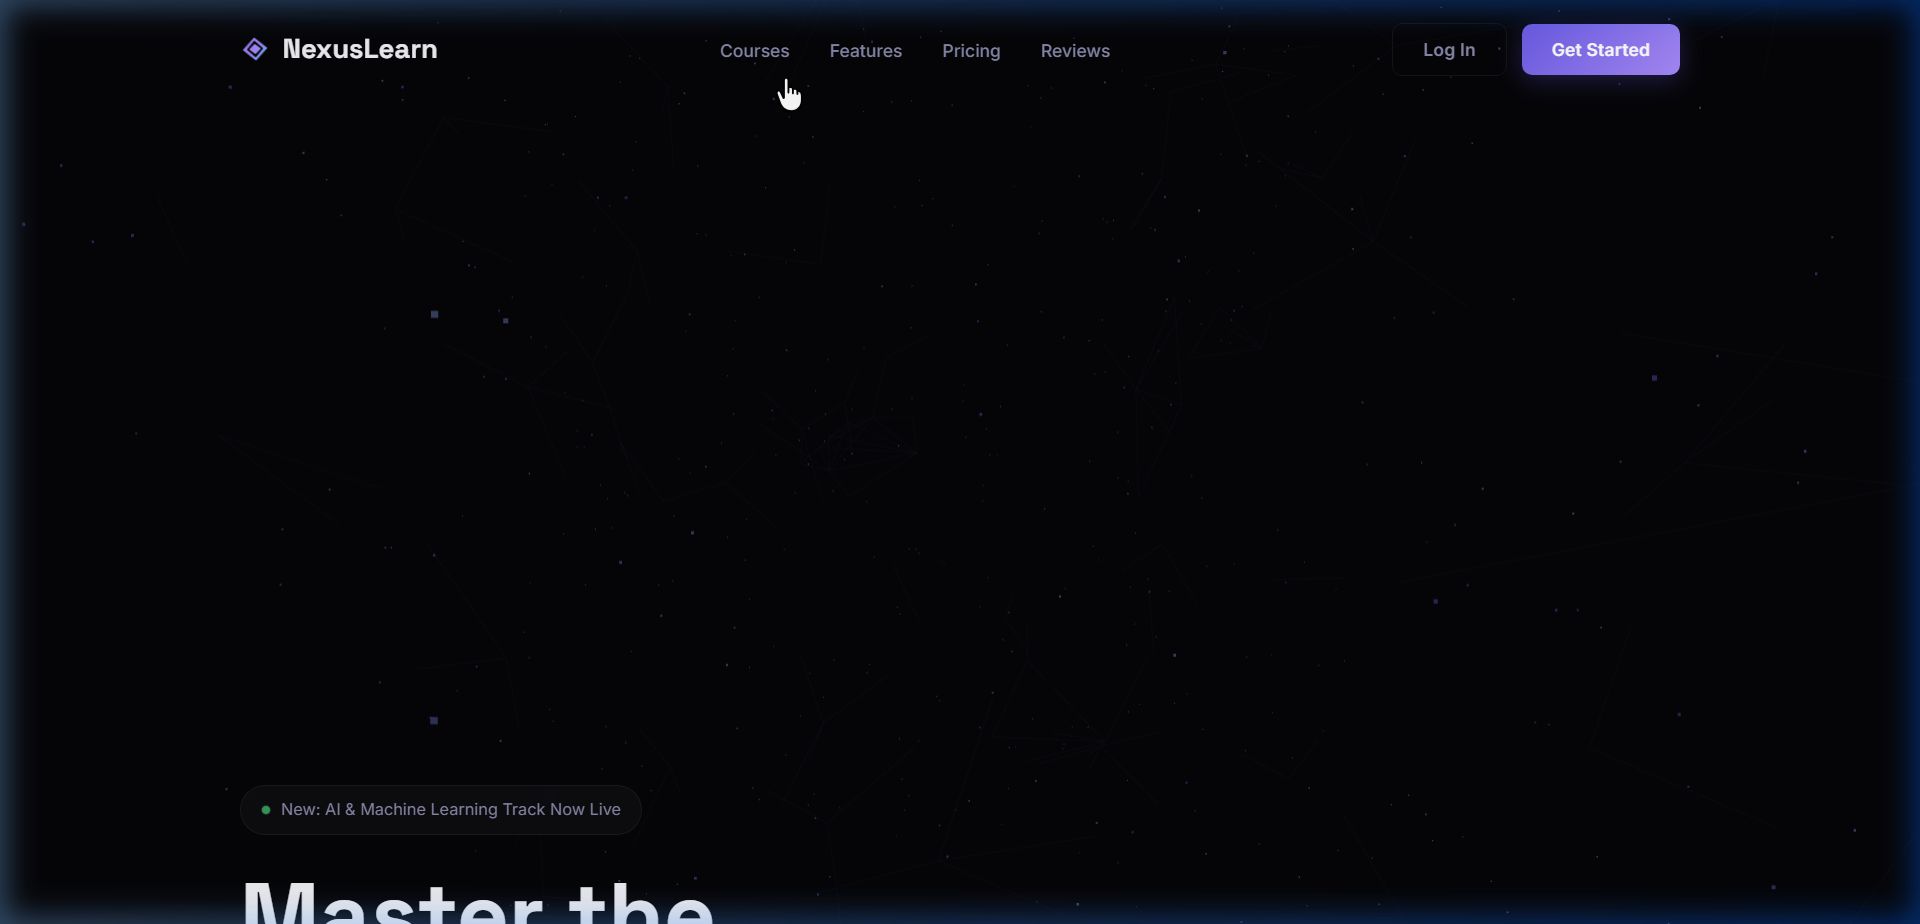 NexusLearn
Courses
Features
Pricing
Reviews
Log In
Get Started
New: AI & Machine Learning Track Now Live
Master the